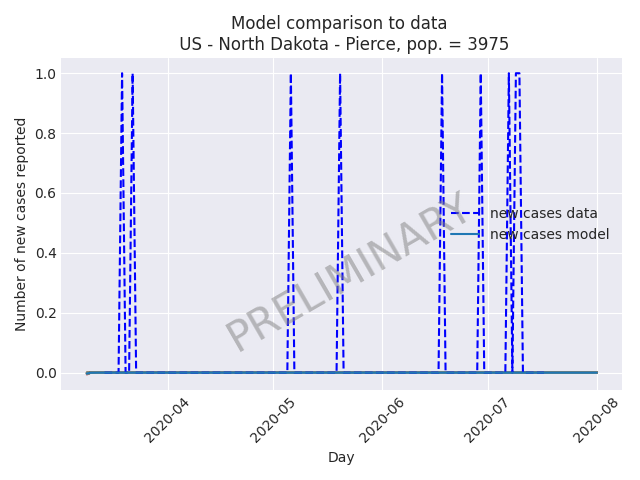 Model comparison to data
US - North Dakota - Pierce, pop. = 3975
Number of new cases reported
1.0
0.8
0.6
0.4
0.2
0.0
new cases data
new cases model
PRELIMINARY
2020-04
2020-05
2020-06
2020-07
2020-08
Day